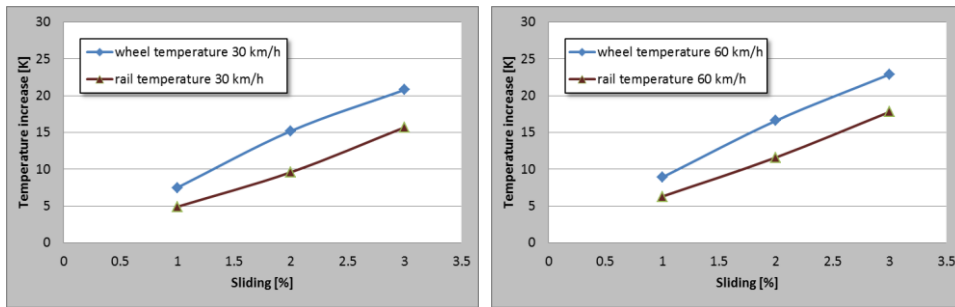 30
25
20
15
10
5
0
Temperature increase [K]
wheel temperature 30 km/h
rail temperature 30 km/h
0 0.5 1 1.5 2 2.5 3 3.5
Sliding [%]
30
25
20
15
10
5
0
Temperature increase [K]
wheel temperature 60 km/h
rail temperature 60 km/h
0 0.5 1 1.5 2 2.5 3 3.5
Sliding [%]